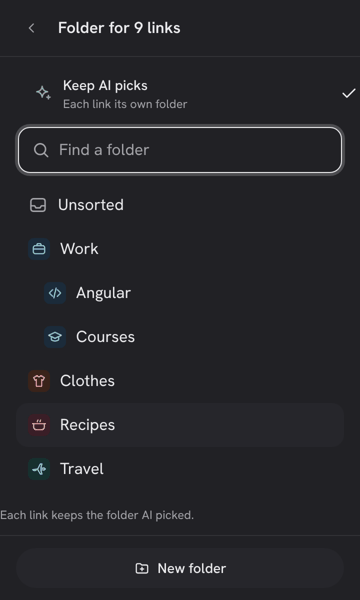 Folder for 9 links
Keep AI picks
Each link its own folder
Find a folder
Unsorted
Work
Angular
Courses
Clothes
Recipes
Travel
Each link keeps the folder AI picked.
New folder